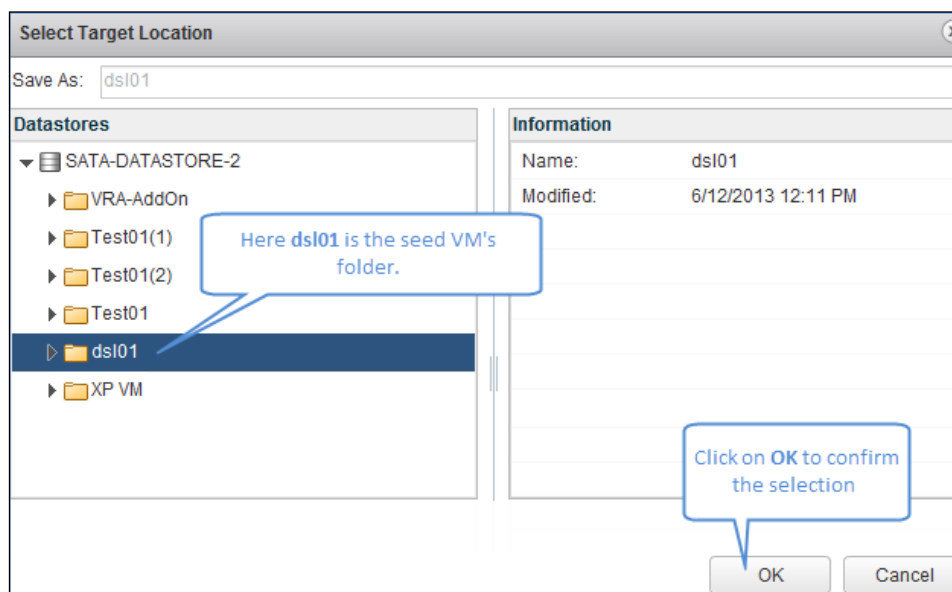 Select Target Location
Save As: dsl01
Datastores
SATA-DATASTORE-2
VRA-AddOn
Test01(1)
Test01(2)
Test01
dsl01
XP VM
Here dsl01 is the seed VM's
folder.
Information
Name: dsl01
Modified: 6/12/2013 12:11 PM
Click on OK to confirm
the selection
OK
Cancel